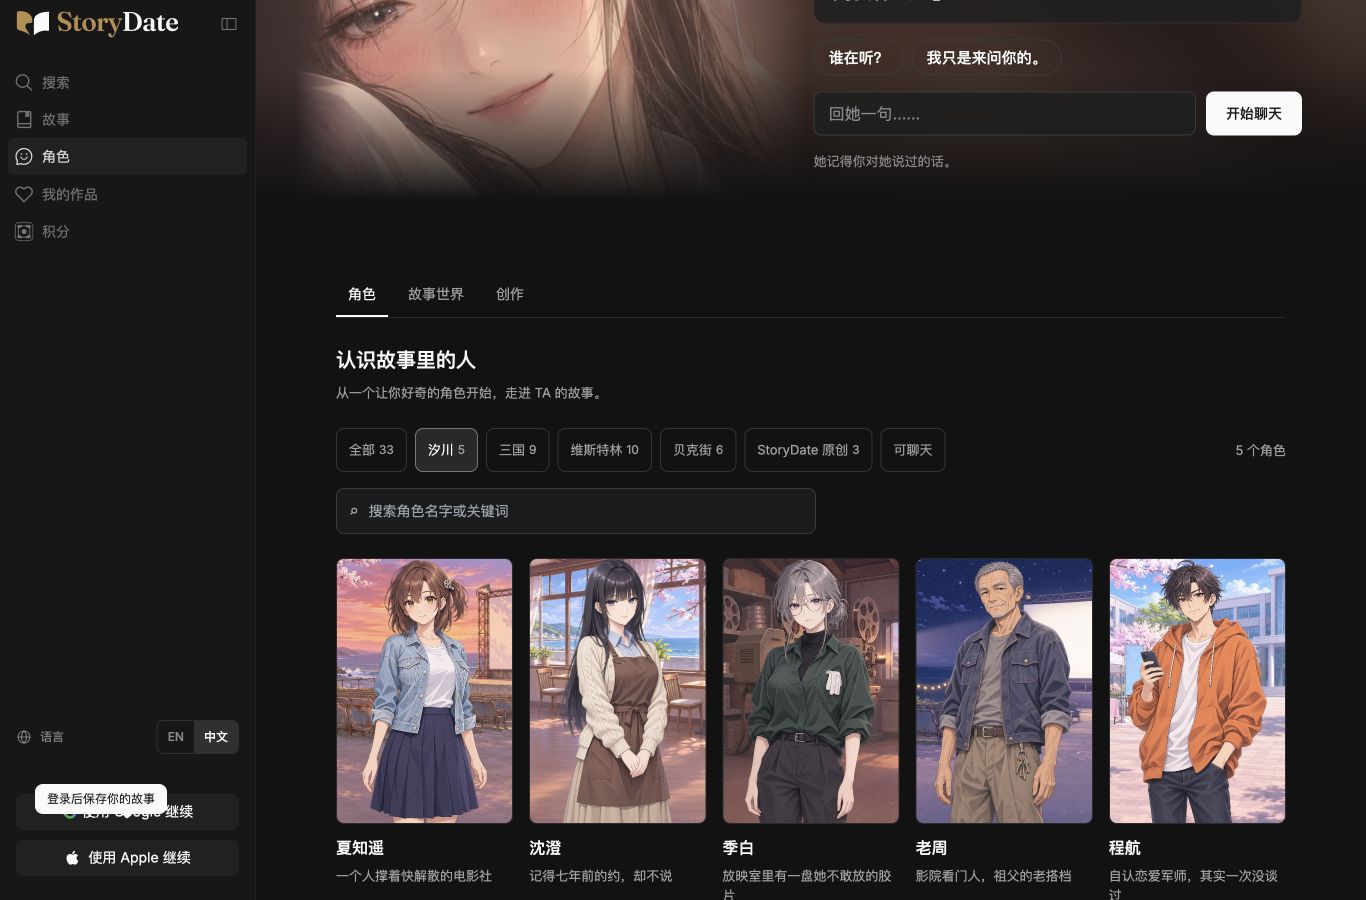 StoryDate
搜索
故事
角色
我的作品
积分
语言
EN
中文
登录后保存你的故事
继续
使用 Apple 继续
谁在听?
我只是来问你的。
回她一句……
开始聊天
她记得你对她说过的话。
角色
故事世界
创作
认识故事里的人
从一个让你好奇的角色开始，走进 TA 的故事。
全部 33
汐川 5
三国 9
维斯特林 10
贝克街 6
StoryDate 原创 3
可聊天
5 个角色
搜索角色名字或关键词
夏知遥
一个人撑着快解散的电影社
沈澄
记得七年前的约，却不说
季白
放映室里有一盘她不敢放的胶
片
老周
影院看门人，祖父的老搭档
程航
自认恋爱军师，其实一次没谈
过